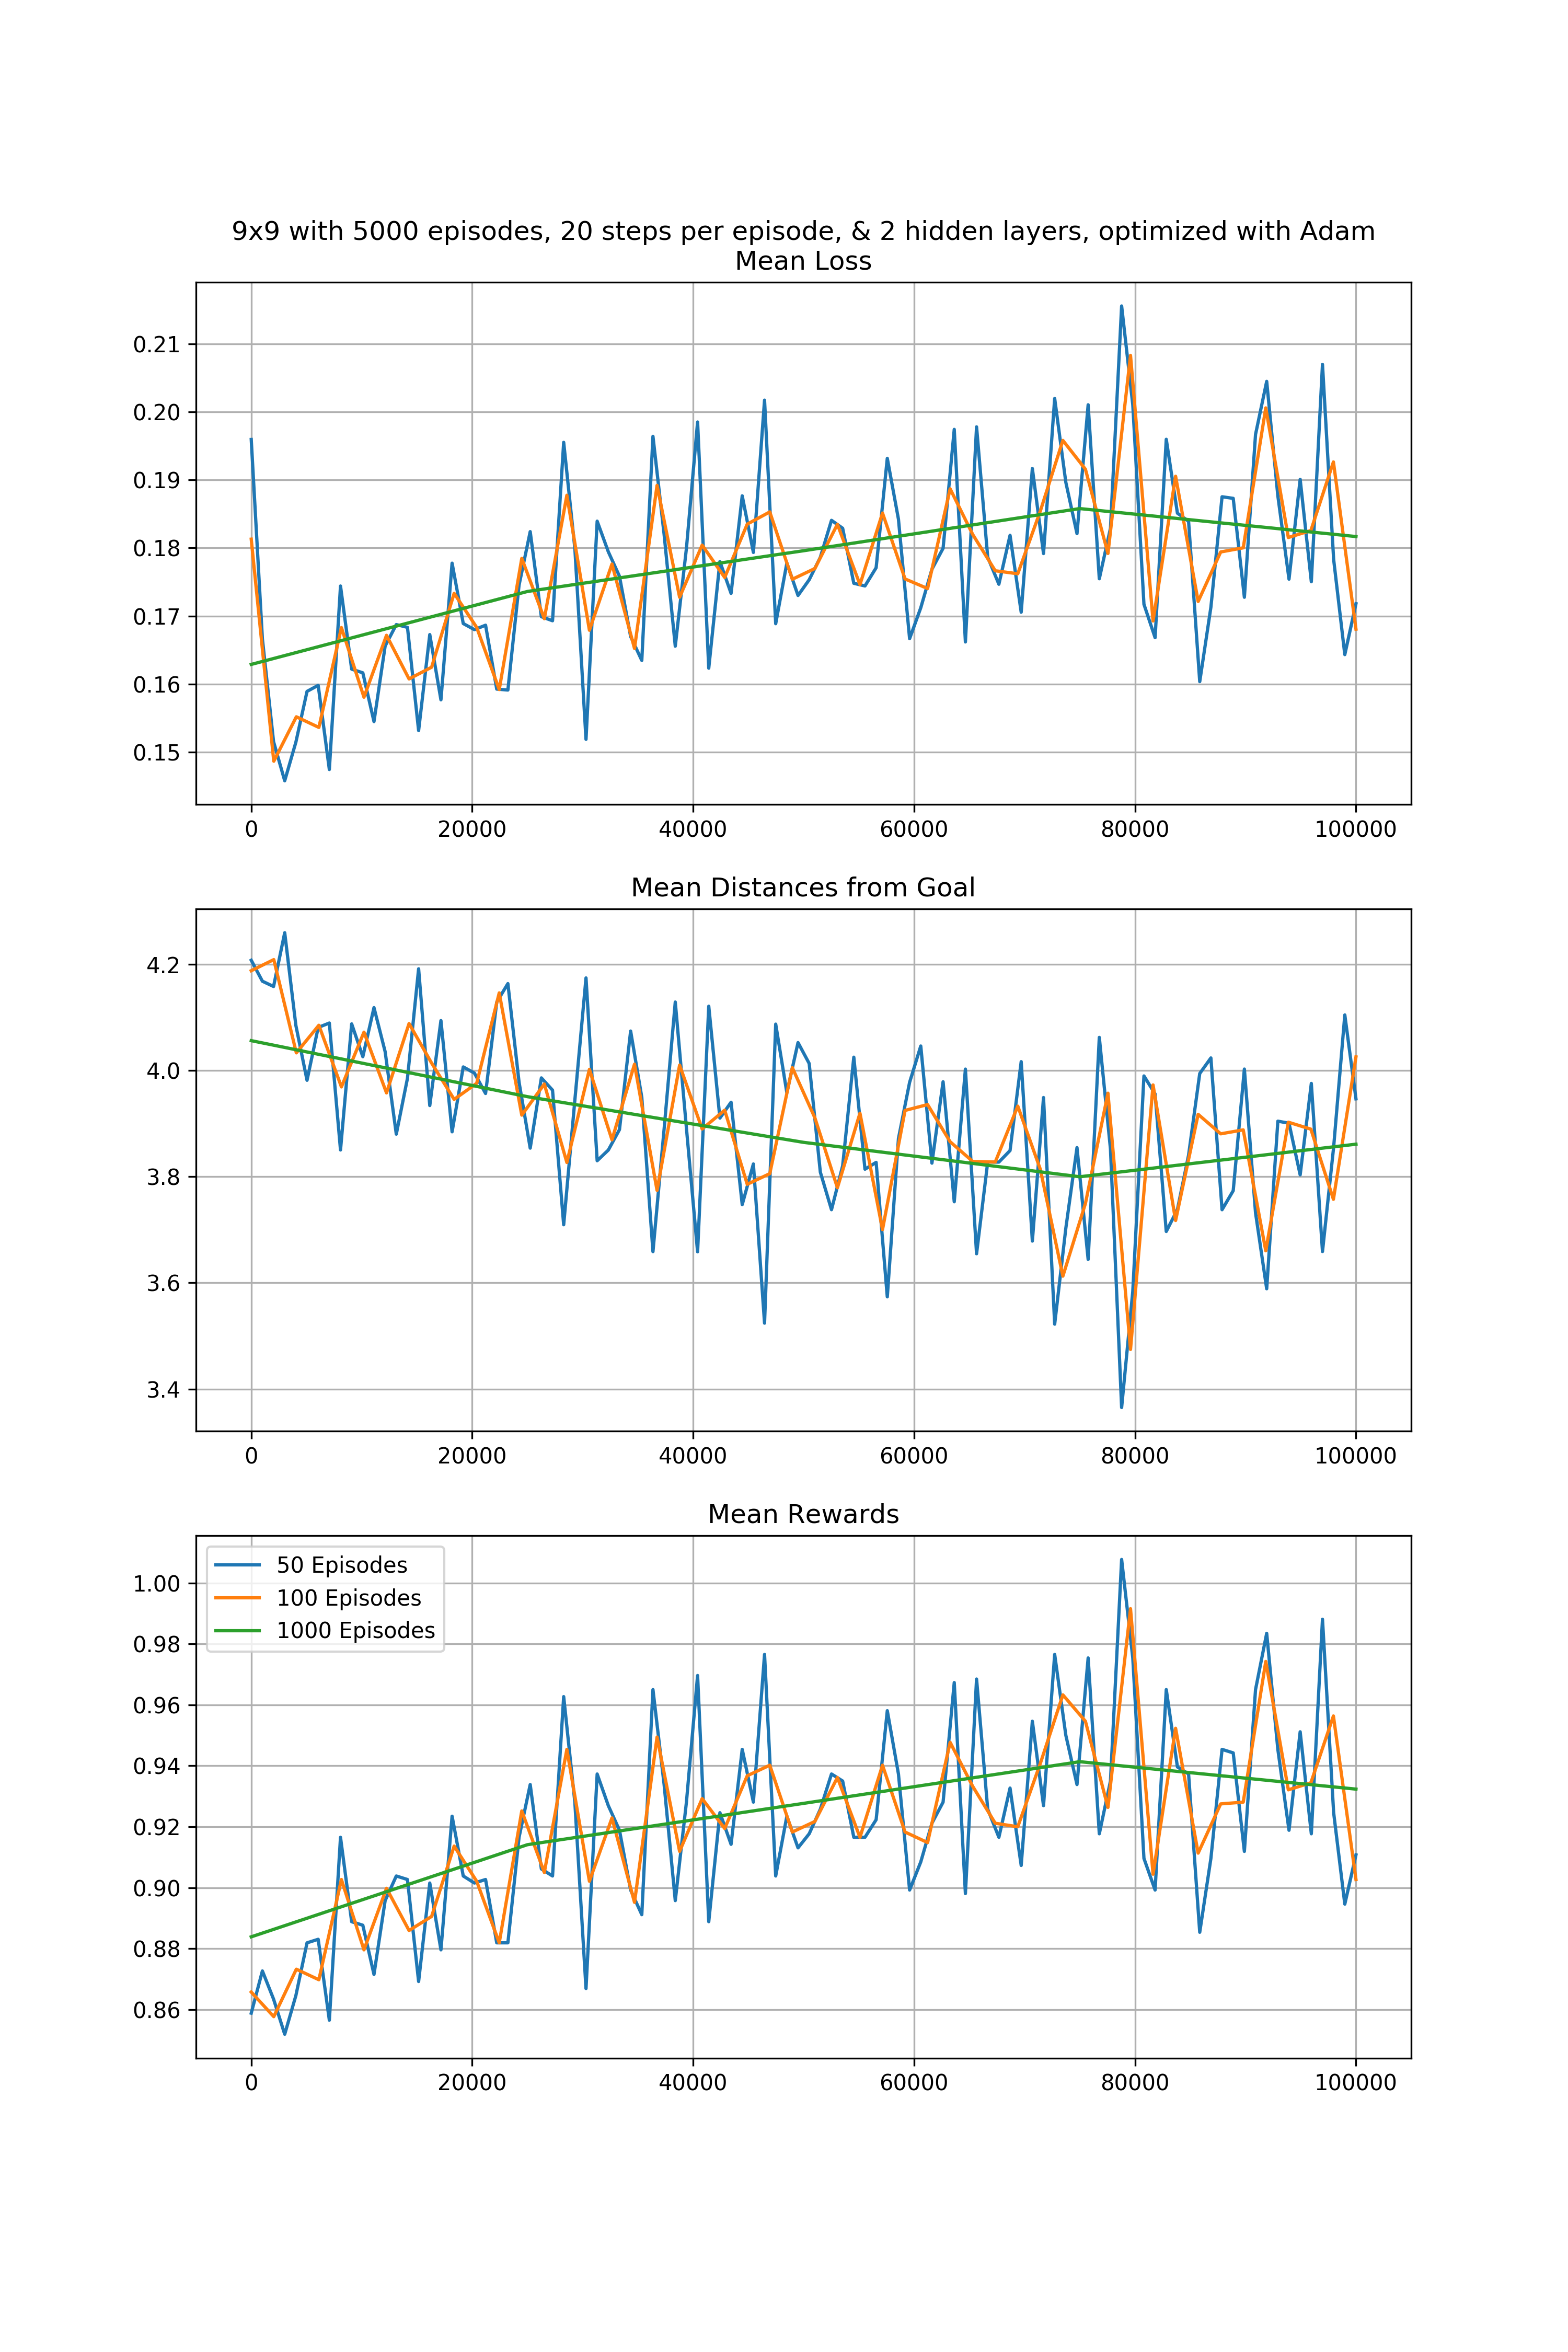 9x9 with 5000 episodes, 20 steps per episode, & 2 hidden layers, optimized with Adam
Mean Loss
0.21
0.20
0.19
0.18
0.17
0.16
0.15
0 20000 40000 60000 80000 100000
Mean Distances from Goal
4.2
4.0
3.8
3.6
3.4
0 20000 40000 60000 80000 100000
Mean Rewards
50 Episodes
100 Episodes
1000 Episodes
1.00
0.98
0.96
0.94
0.92
0.90
0.88
0.86
0 20000 40000 60000 80000 100000